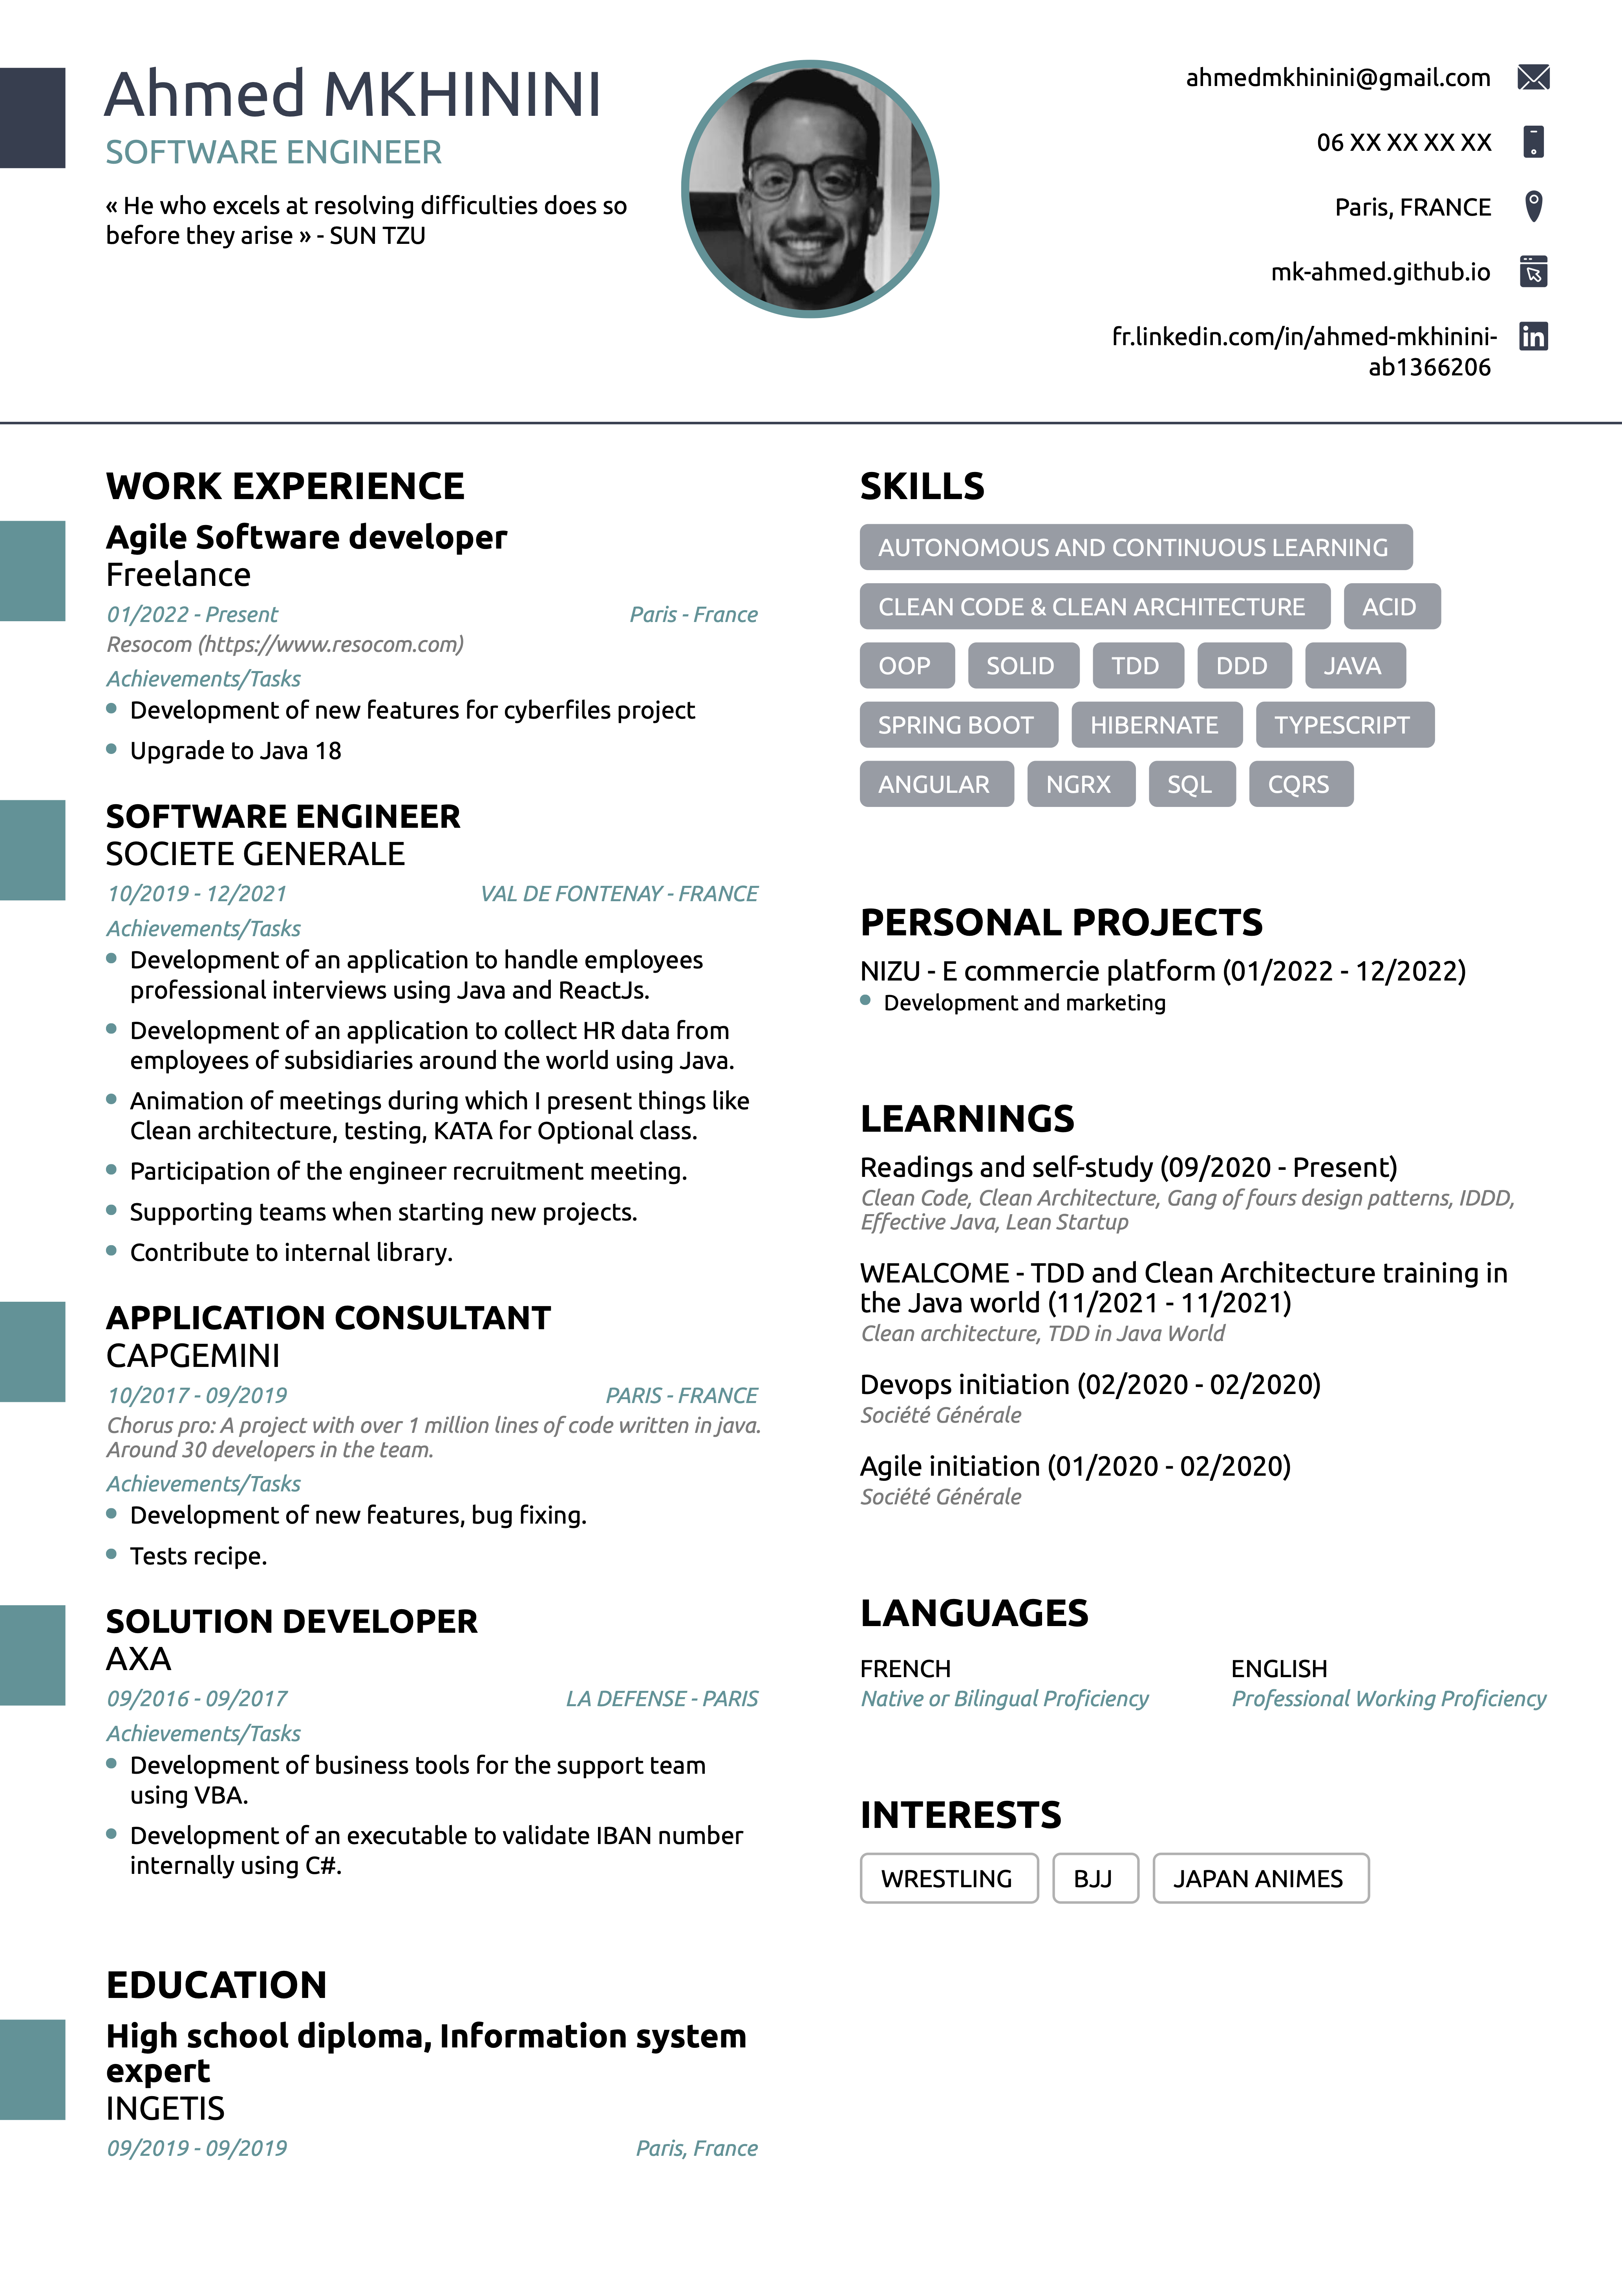 Ahmed MKHININI
SOFTWARE ENGINEER
« He who excels at resolving difficulties does so
before they arise » - SUN TZU
ahmedmkhinini@gmail.com
06 XX XX XX XX
Paris, FRANCE
mk-ahmed.github.io
fr.linkedin.com/in/ahmed-mkhinini-
ab1366206
in
WORK EXPERIENCE
Agile Software developer
Freelance
01/2022 - Present Paris - France
Resocom (https://www.resocom.com)
Achievements/Tasks
Development of new features for cyberfiles project
Upgrade to Java 18
SOFTWARE ENGINEER
SOCIETE GENERALE
10/2019 - 12/2021 VAL DE FONTENAY - FRANCE
Achievements/Tasks
Development of an application to handle employees
professional interviews using Java and ReactJs.
Development of an application to collect HR data from
employees of subsidiaries around the world using Java.
Animation of meetings during which I present things like
Clean architecture, testing, KATA for Optional class.
Participation of the engineer recruitment meeting.
Supporting teams when starting new projects.
Contribute to internal library.
APPLICATION CONSULTANT
CAPGEMINI
10/2017 - 09/2019 PARIS - FRANCE
Chorus pro: A project with over 1 million lines of code written in java.
Around 30 developers in the team.
Achievements/Tasks
Development of new features, bug fixing.
Tests recipe.
SOLUTION DEVELOPER
AXA
09/2016 - 09/2017 LA DEFENSE - PARIS
Achievements/Tasks
Development of business tools for the support team
using VBA.
Development of an executable to validate IBAN number
internally using C#.
EDUCATION
High school diploma, Information system
expert
INGETIS
09/2019 - 09/2019 Paris, France
SKILLS
AUTONOMOUS AND CONTINUOUS LEARNING
CLEAN CODE & CLEAN ARCHITECTURE ACID
OOP SOLID TDD DDD JAVA
SPRING BOOT HIBERNATE TYPESCRIPT
ANGULAR NGRX SQL CQRS
PERSONAL PROJECTS
NIZU - E commercie platform (01/2022 - 12/2022)
Development and marketing
LEARNINGS
Readings and self-study (09/2020 - Present)
Clean Code, Clean Architecture, Gang of fours design patterns, IDDD,
Effective Java, Lean Startup
WEALCOME - TDD and Clean Architecture training in
the Java world (11/2021 - 11/2021)
Clean architecture, TDD in Java World
Devops initiation (02/2020 - 02/2020)
Société Générale
Agile initiation (01/2020 - 02/2020)
Société Générale
LANGUAGES
FRENCH ENGLISH
Native or Bilingual Proficiency Professional Working Proficiency
INTERESTS
WRESTLING BJJ JAPAN ANIMES